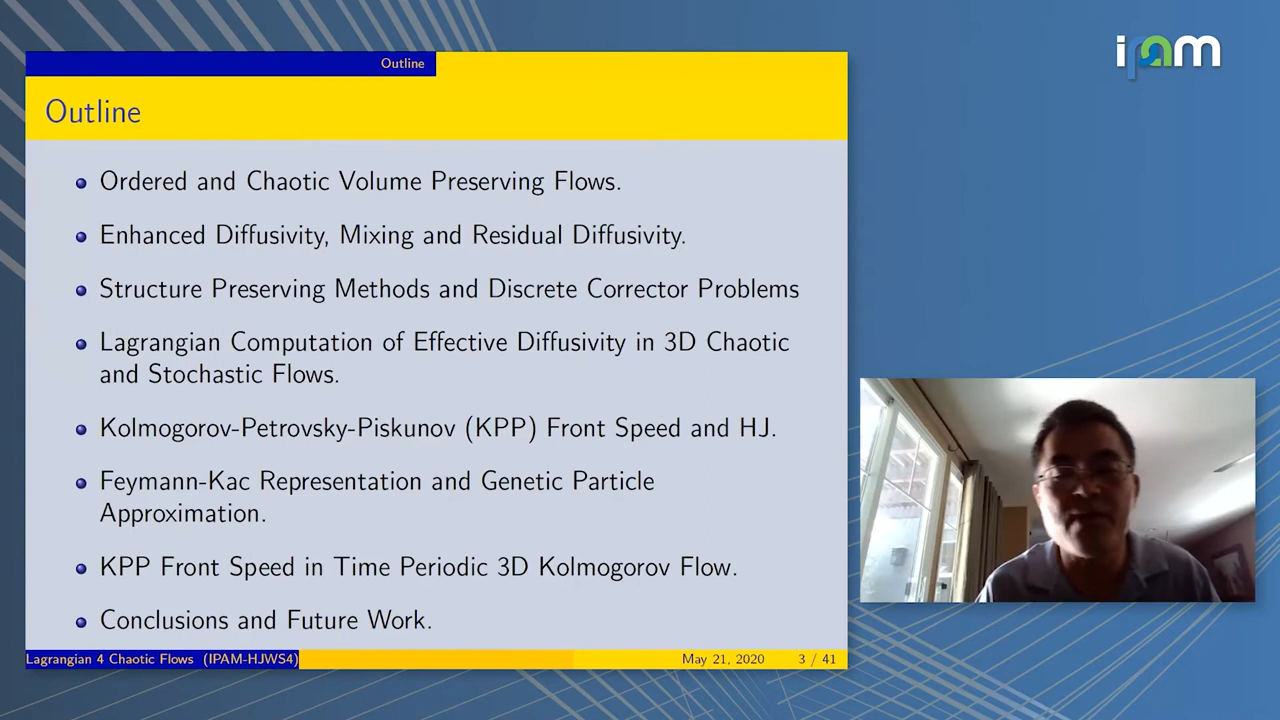 ipam
Outline
Outline
Ordered and Chaotic Volume Preserving Flows.
Enhanced Diffusivity, Mixing and Residual Diffusivity.
Structure Preserving Methods and Discrete Corrector Problems
Lagrangian Computation of Effective Diffusivity in 3D Chaotic
and Stochastic Flows.
Kolmogorov-Petrovsky-Piskunov (KPP) Front Speed and HJ.
Feymann-Kac Representation and Genetic Particle
Approximation.
KPP Front Speed in Time Periodic 3D Kolmogorov Flow.
Conclusions and Future Work.
Lagrangian 4 Chaotic Flows (IPAM-HJWS4)
May 21, 2020 3 / 41